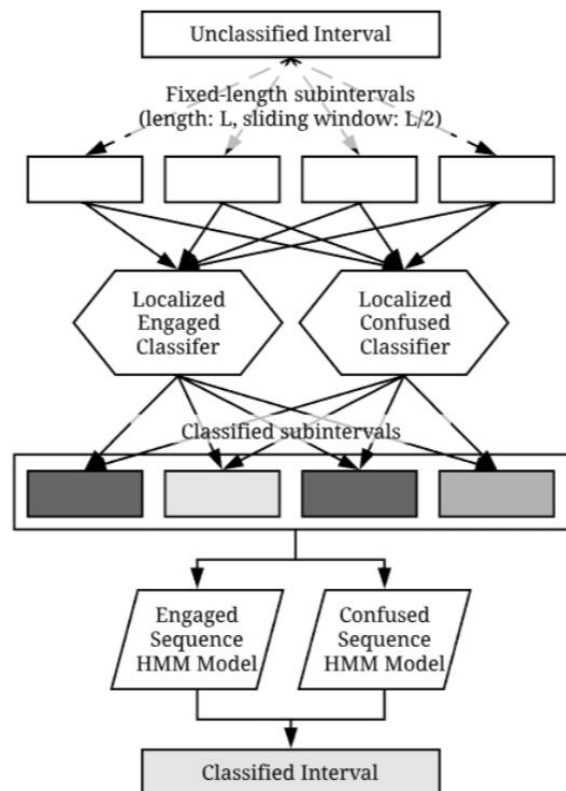 Unclassified Interval
Fixed-length subintervals
(length: L, sliding window: L/2)
Localized
Engaged
Classifer
Localized
Confused
Classifier
Classified subintervals
Engaged
Sequence
HMM Model
Confused
Sequence
HMM Model
Classified Interval